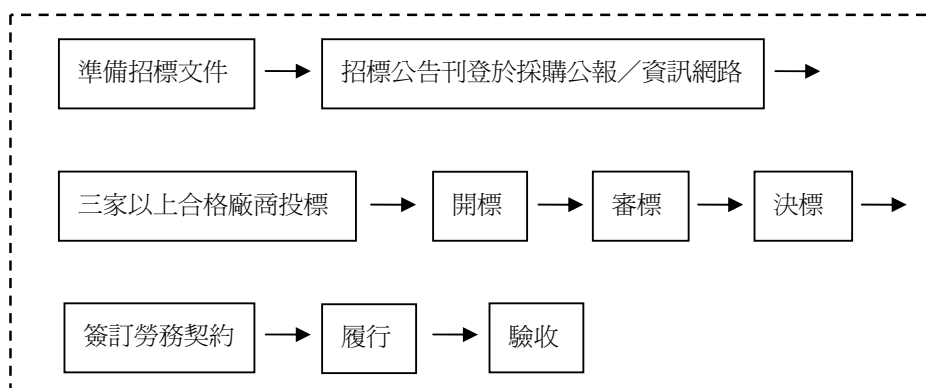 準備招標文件 招標公告刊登於採購公報／資訊網路
三家以上合格廠商投標 開標 審標 決標
簽訂勞務契約 履行 驗收